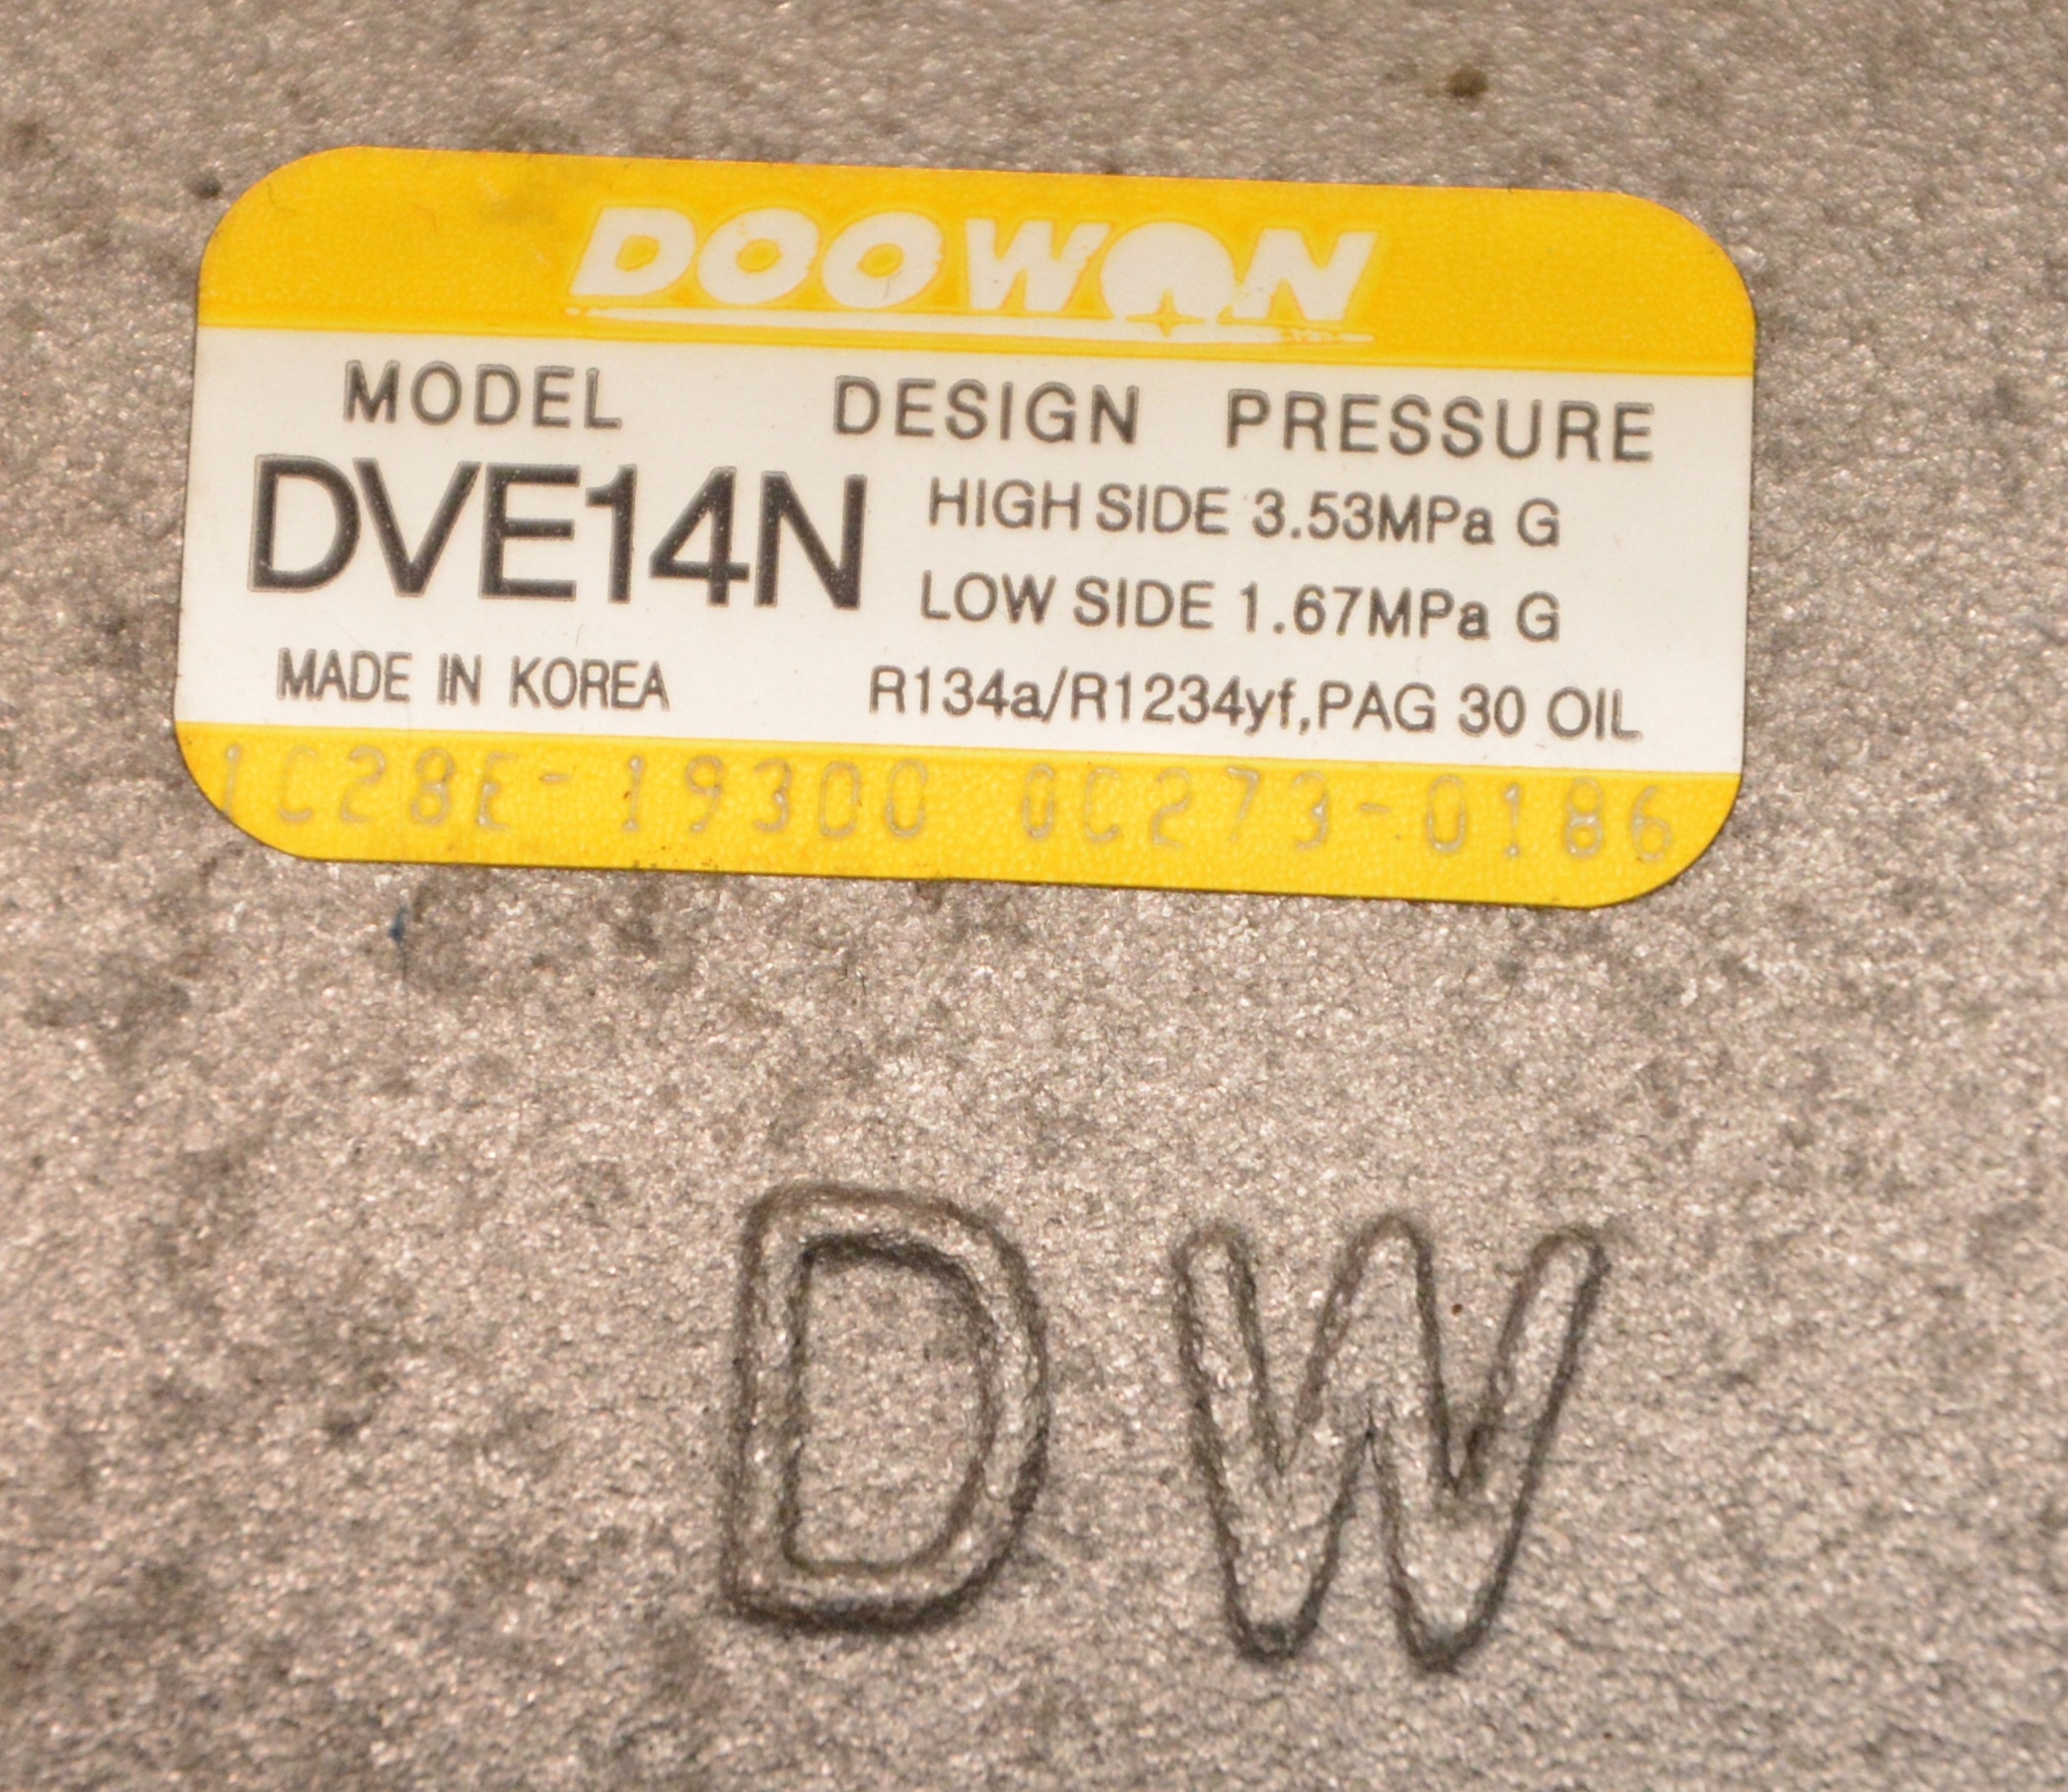 DOOWON
MODEL DESIGN PRESSURE
DVE14N HIGH SIDE 3.53MPa G
LOW SIDE 1.67MPa G
MADE IN KOREA R134a/R1234yf,PAG 30 OIL
1C28E-19300 0C273-0186
DW